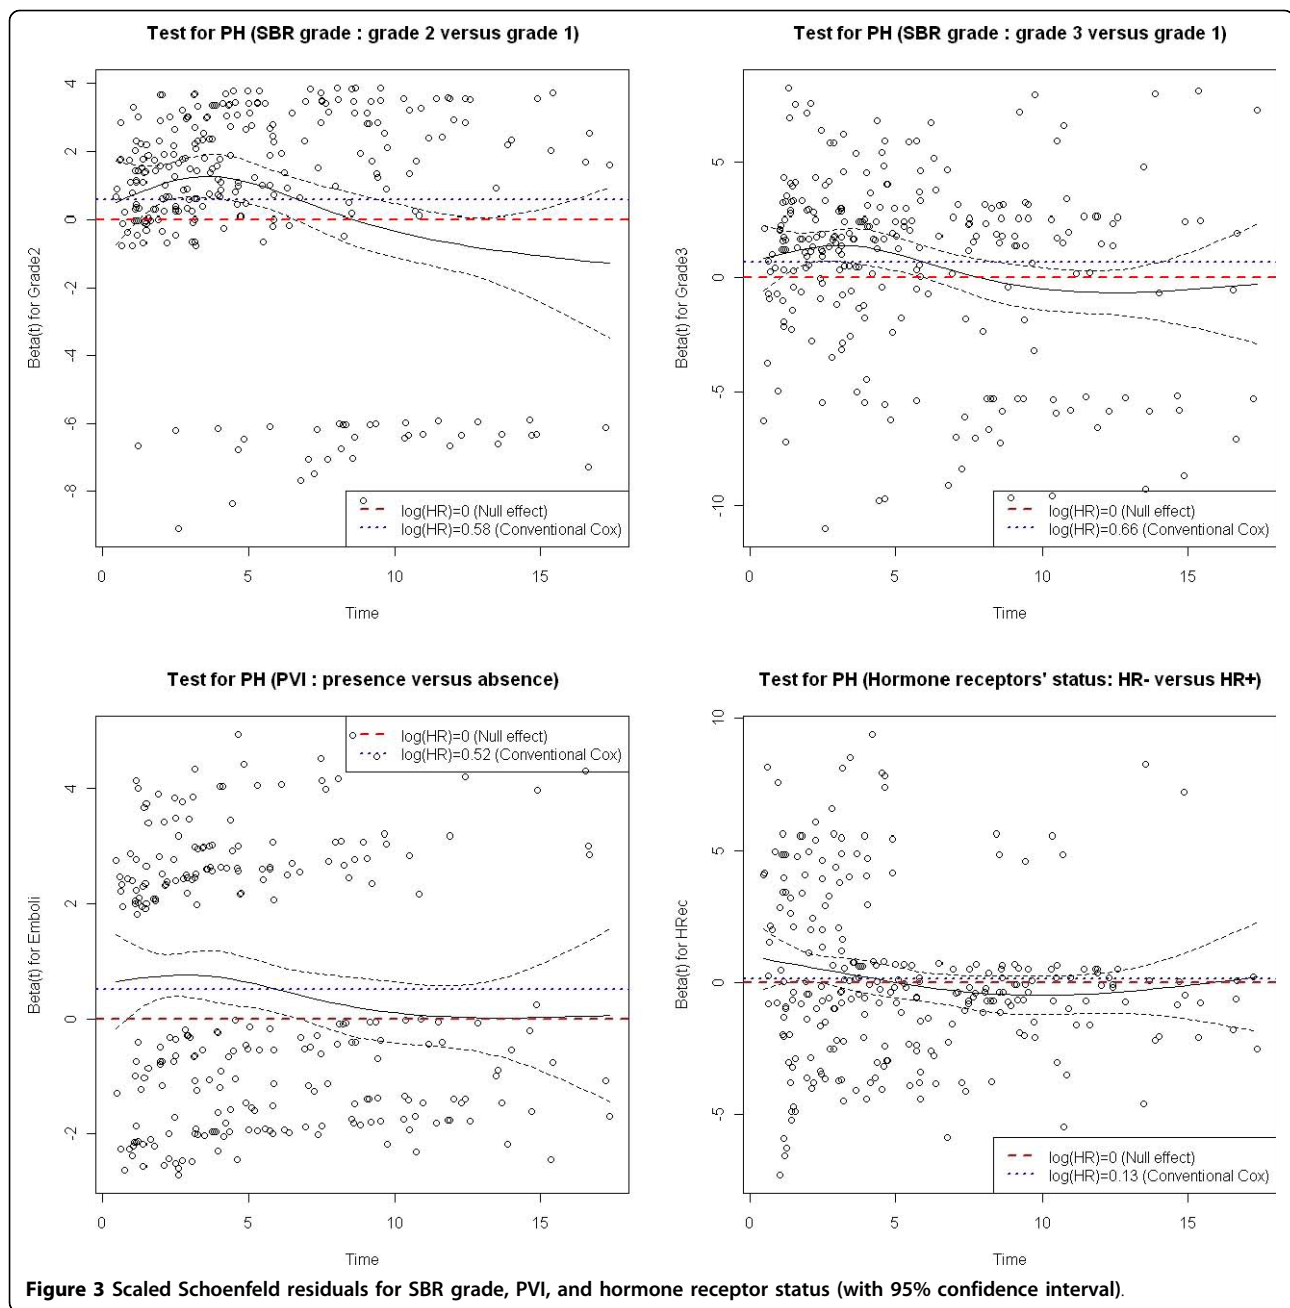 Test for PH (SBR grade : grade 2 versus grade 1)
4
2
0
-2
-4
-6
-8
Beta(t) for Grade2
log(HR)=0 (Null effect)
log(HR)=0.58 (Conventional Cox)
0 5 10 15
Time
Test for PH (SBR grade : grade 3 versus grade 1)
5
0
-5
-10
Beta(t) for Grade3
log(HR)=0 (Null effect)
log(HR)=0.66 (Conventional Cox)
0 5 10 15
Time
Test for PH (PVI : presence versus absence)
log(HR)=0 (Null effect)
log(HR)=0.52 (Conventional Cox)
4
2
0
-2
Beta(t) for Emboli
0 5 10 15
Time
Test for PH (Hormone receptors' status: HR- versus HR+)
10
5
0
-5
Beta(t) for HRec
log(HR)=0 (Null effect)
log(HR)=0.13 (Conventional Cox)
0 5 10 15
Time
Figure 3 Scaled Schoenfeld residuals for SBR grade, PVI, and hormone receptor status (with 95% confidence interval).